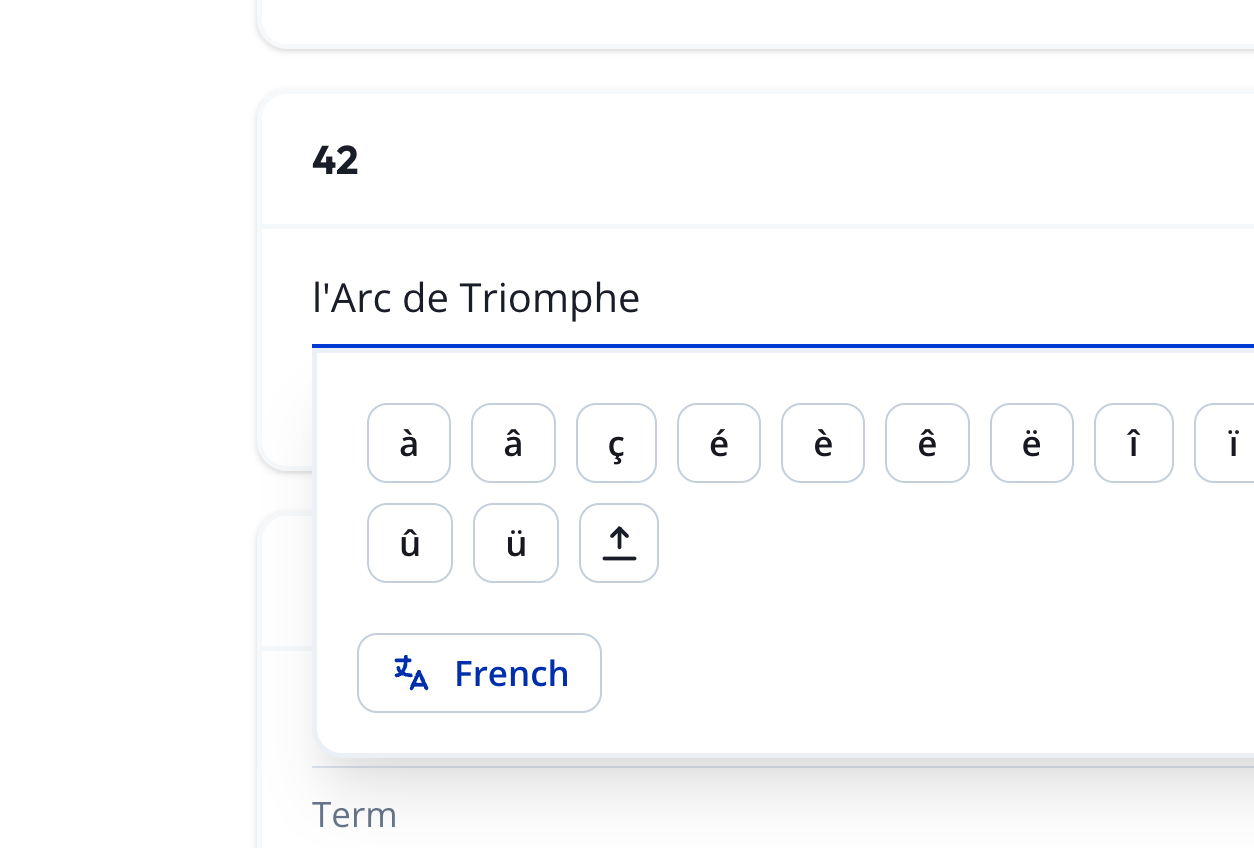 42
l'Arc de Triomphe
à â ç é è ê ë î ï
û ü
French
Term